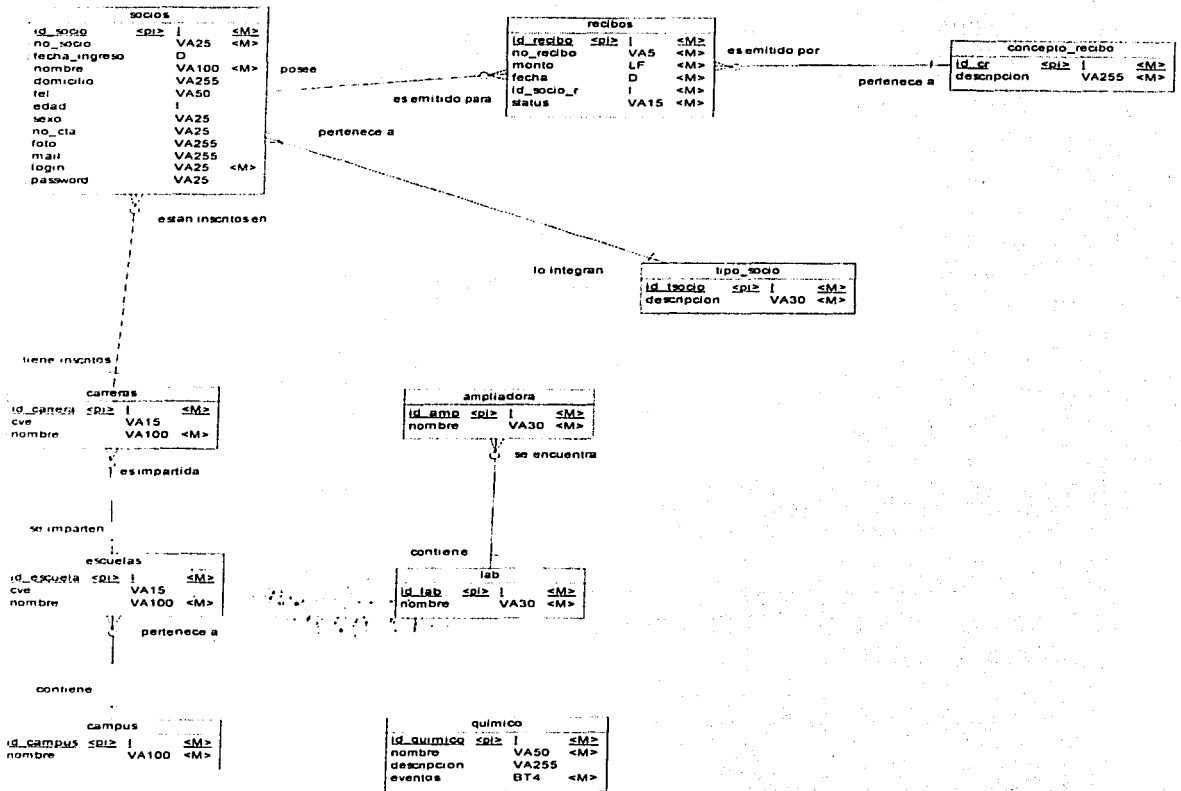 socios
id_socio <pi> I <M>
no_socio VA25 <M>
fecha_ingreso D
nombre VA100 <M>
domicilio VA255
tel VA50
edad I
sexo VA25
no_cta VA25
foto VA255
mail VA255
login VA25 <M>
password VA25
posee
es emitido para
recibos
id_recibo <pi> I <M>
no_recibo VA5 <M>
monto LF <M>
fecha D <M>
id_socio_r I <M>
status VA15 <M>
es emitido por
pertenece a
concepto_recibo
id_cr <pi> I <M>
descripcion VA255 <M>
pertenece a
estan inscritos en
lo integran
tipo_socio
id_tsocio <pi> I <M>
descripcion VA30 <M>
tiene inscritos
carreras
id_carrera <pi> I <M>
cve VA15
nombre VA100 <M>
es impartida
ampliadora
id_amp <pi> I <M>
nombre VA30 <M>
se encuentra
se imparten
contiene
escuelas
id_escuela <pi> I <M>
cve VA15
nombre VA100 <M>
pertenece a
lab
id_lab <pi> I <M>
nombre VA30 <M>
contiene
campus
id_campus <pi> I <M>
nombre VA100 <M>
quimico
id_quimico <pi> I <M>
nombre VA50 <M>
descripcion VA255
eventos BT4 <M>